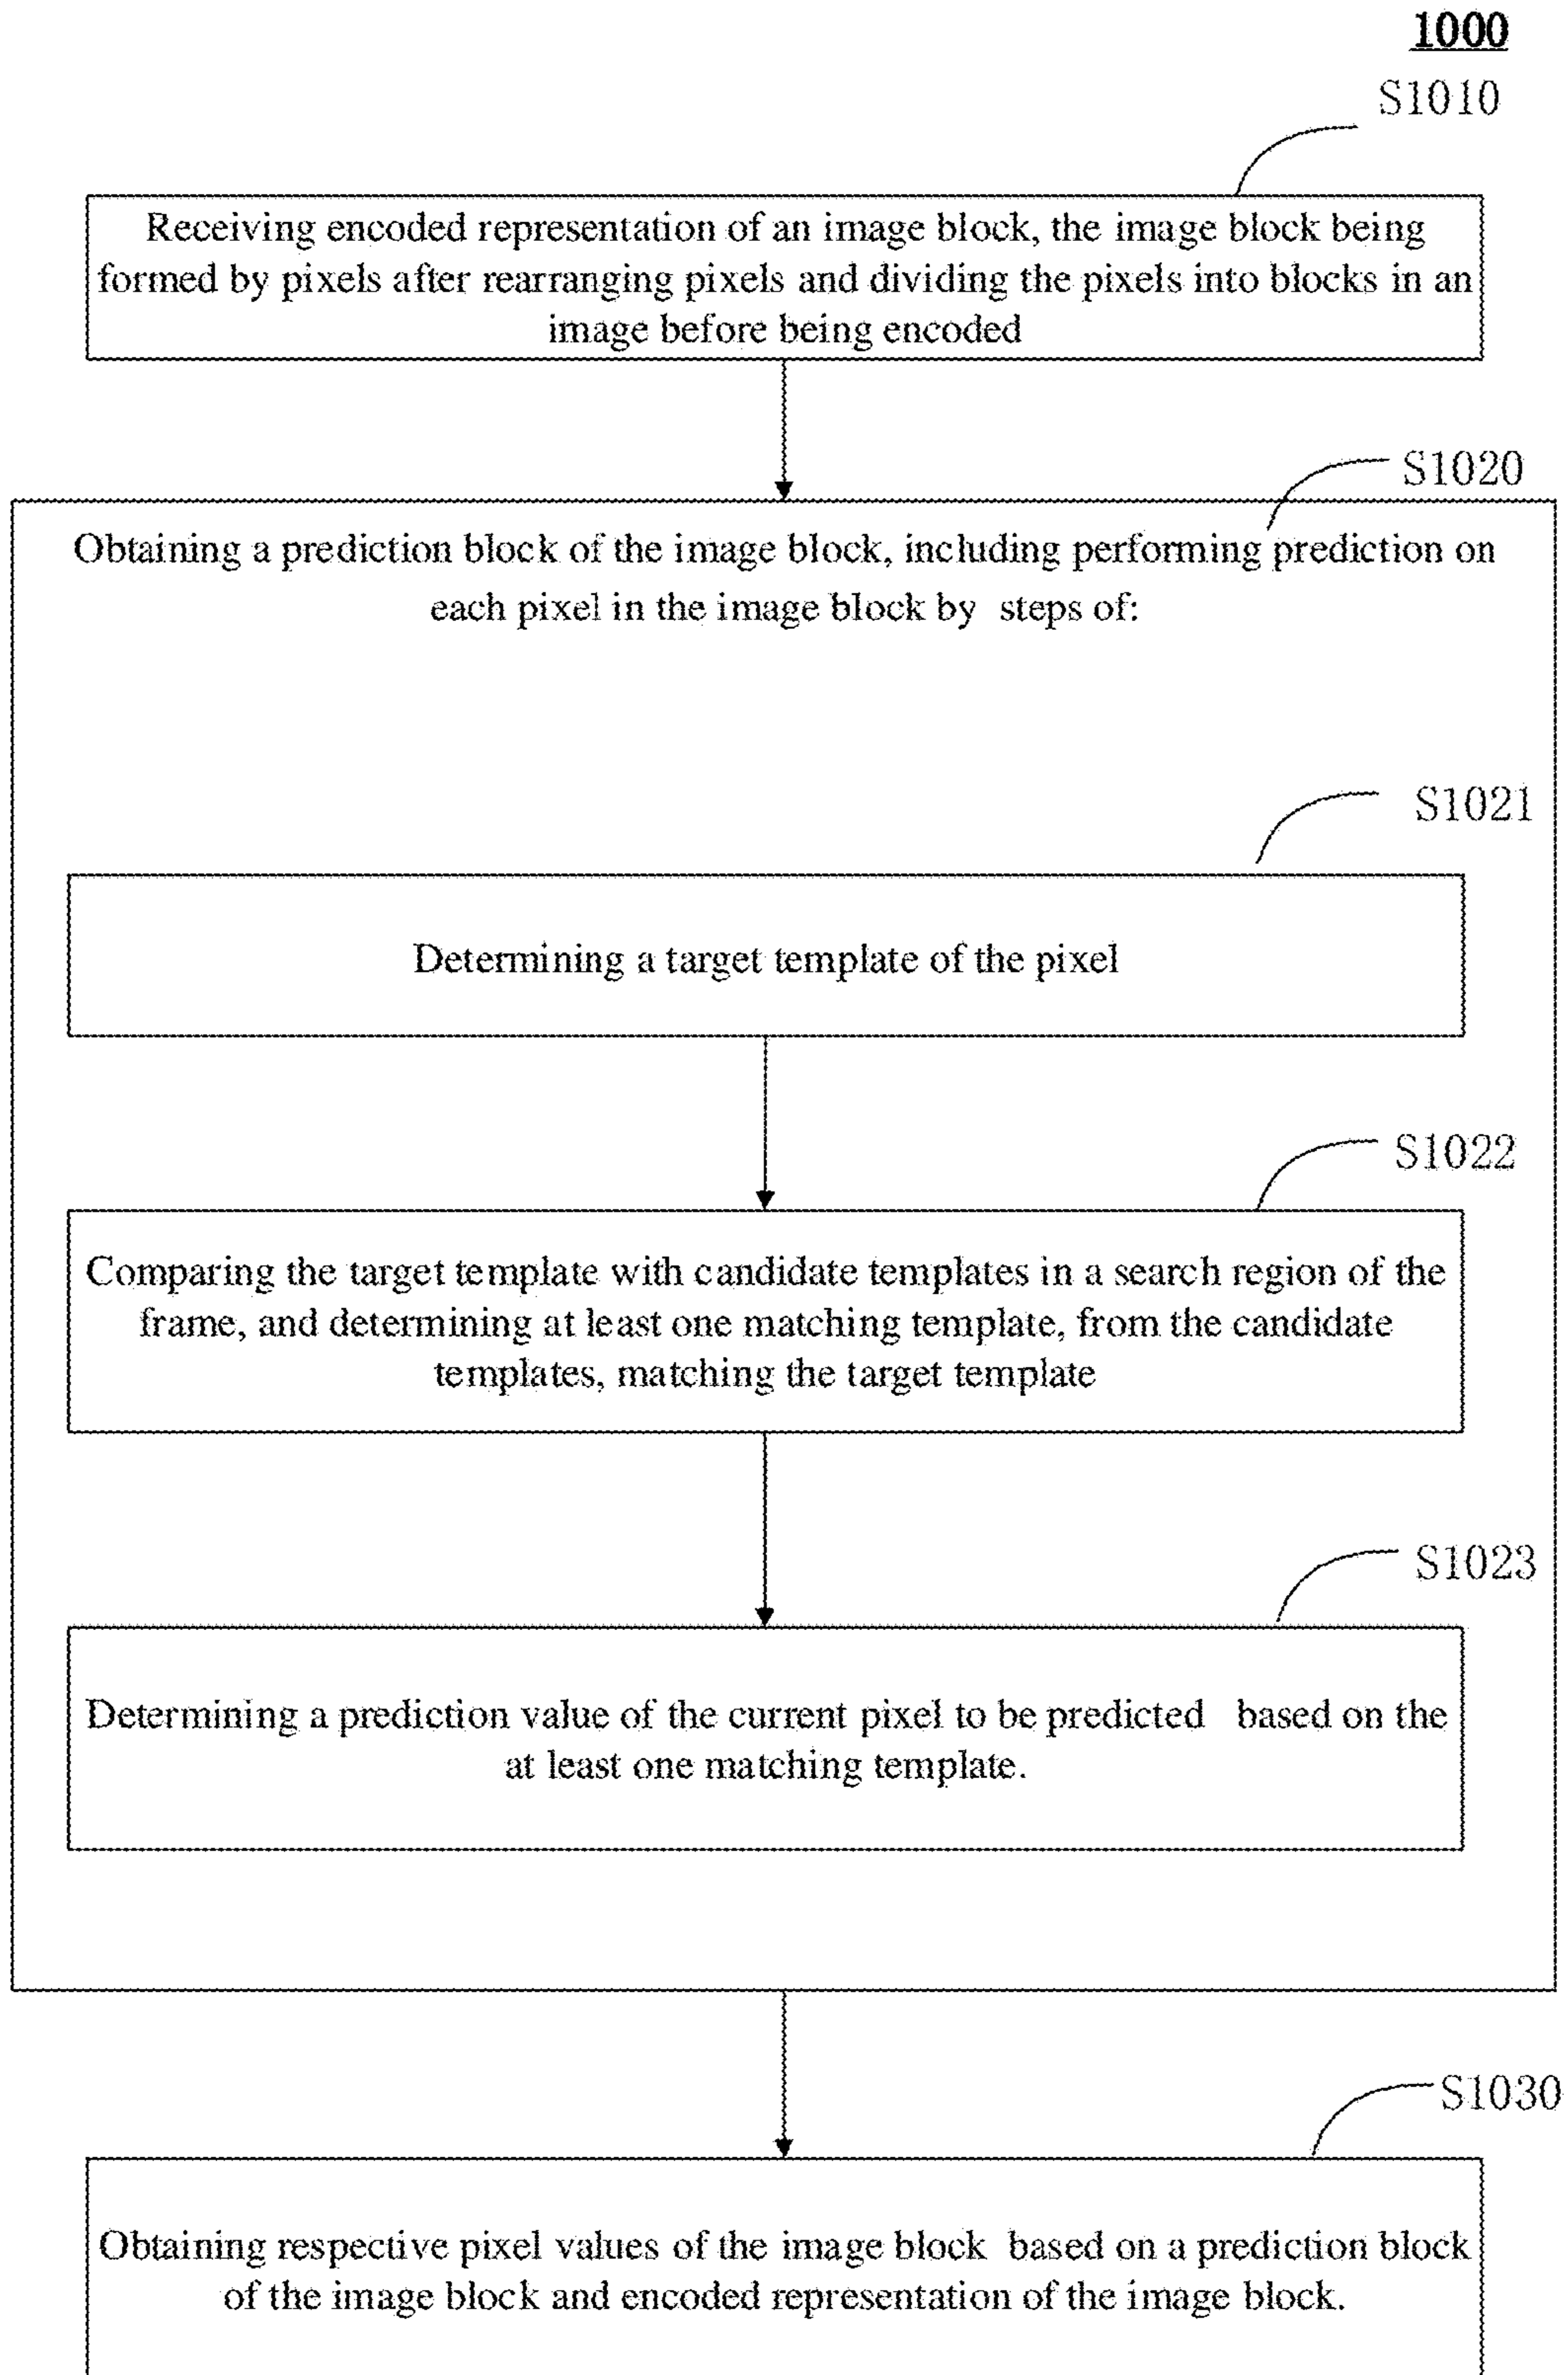 1000
S1010
Receiving encoded representation of an image block, the image block being
formed by pixels after rearranging pixels and dividing the pixels into blocks in an
image before being encoded
S1020
Obtaining a prediction block of the image block, including performing prediction on
each pixel in the image block by steps of:
S1021
Determining a target template of the pixel
S1022
Comparing the target template with candidate templates in a search region of the
frame, and determining at least one matching template, from the candidate
templates, matching the target template
S1023
Determining a prediction value of the current pixel to be predicted based on the
at least one matching template.
S1030
Obtaining respective pixel values of the image block based on a prediction block
of the image block and encoded representation of the image block.